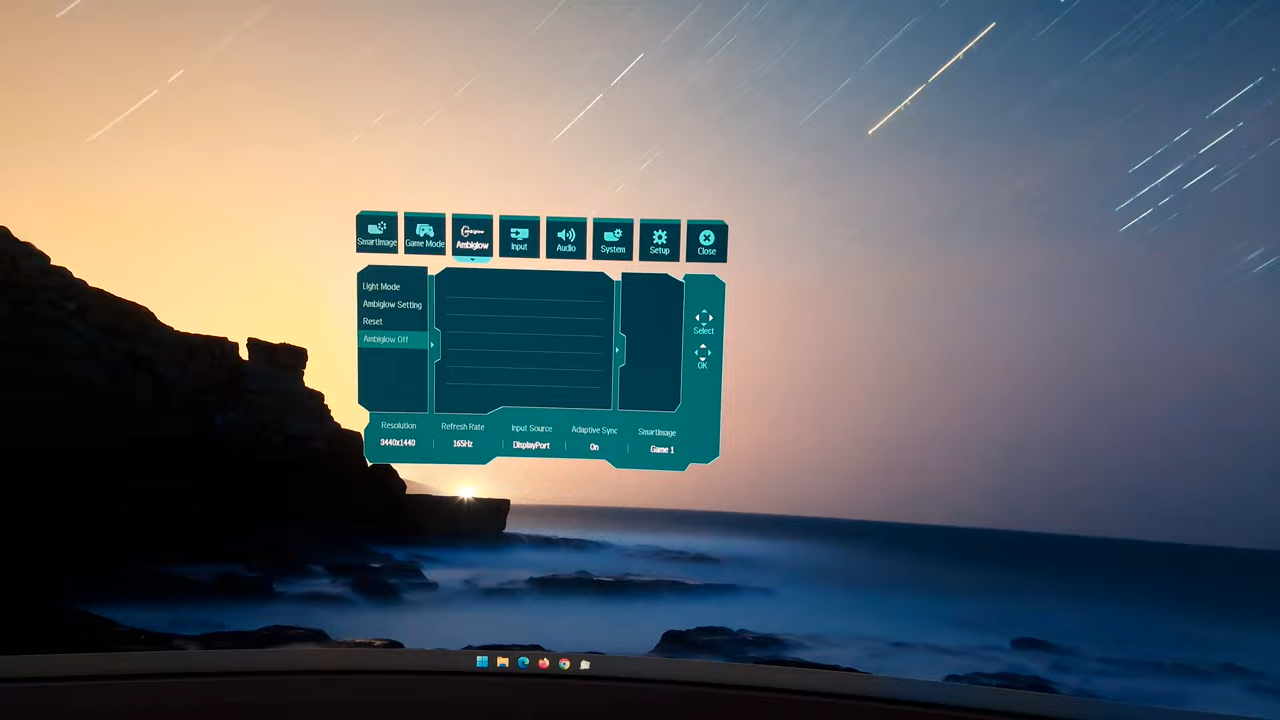 SmartImage
Game Mode
Ambiglow
Ambiglow
Input
Audio
System
Setup
Close
Light Mode
Ambiglow Setting
Reset
Ambiglow Off
Select
OK
Resolution
Refresh Rate
Input Source
Adaptive Sync
SmartImage
3440x1440
165Hz
DisplayPort
On
Game 1